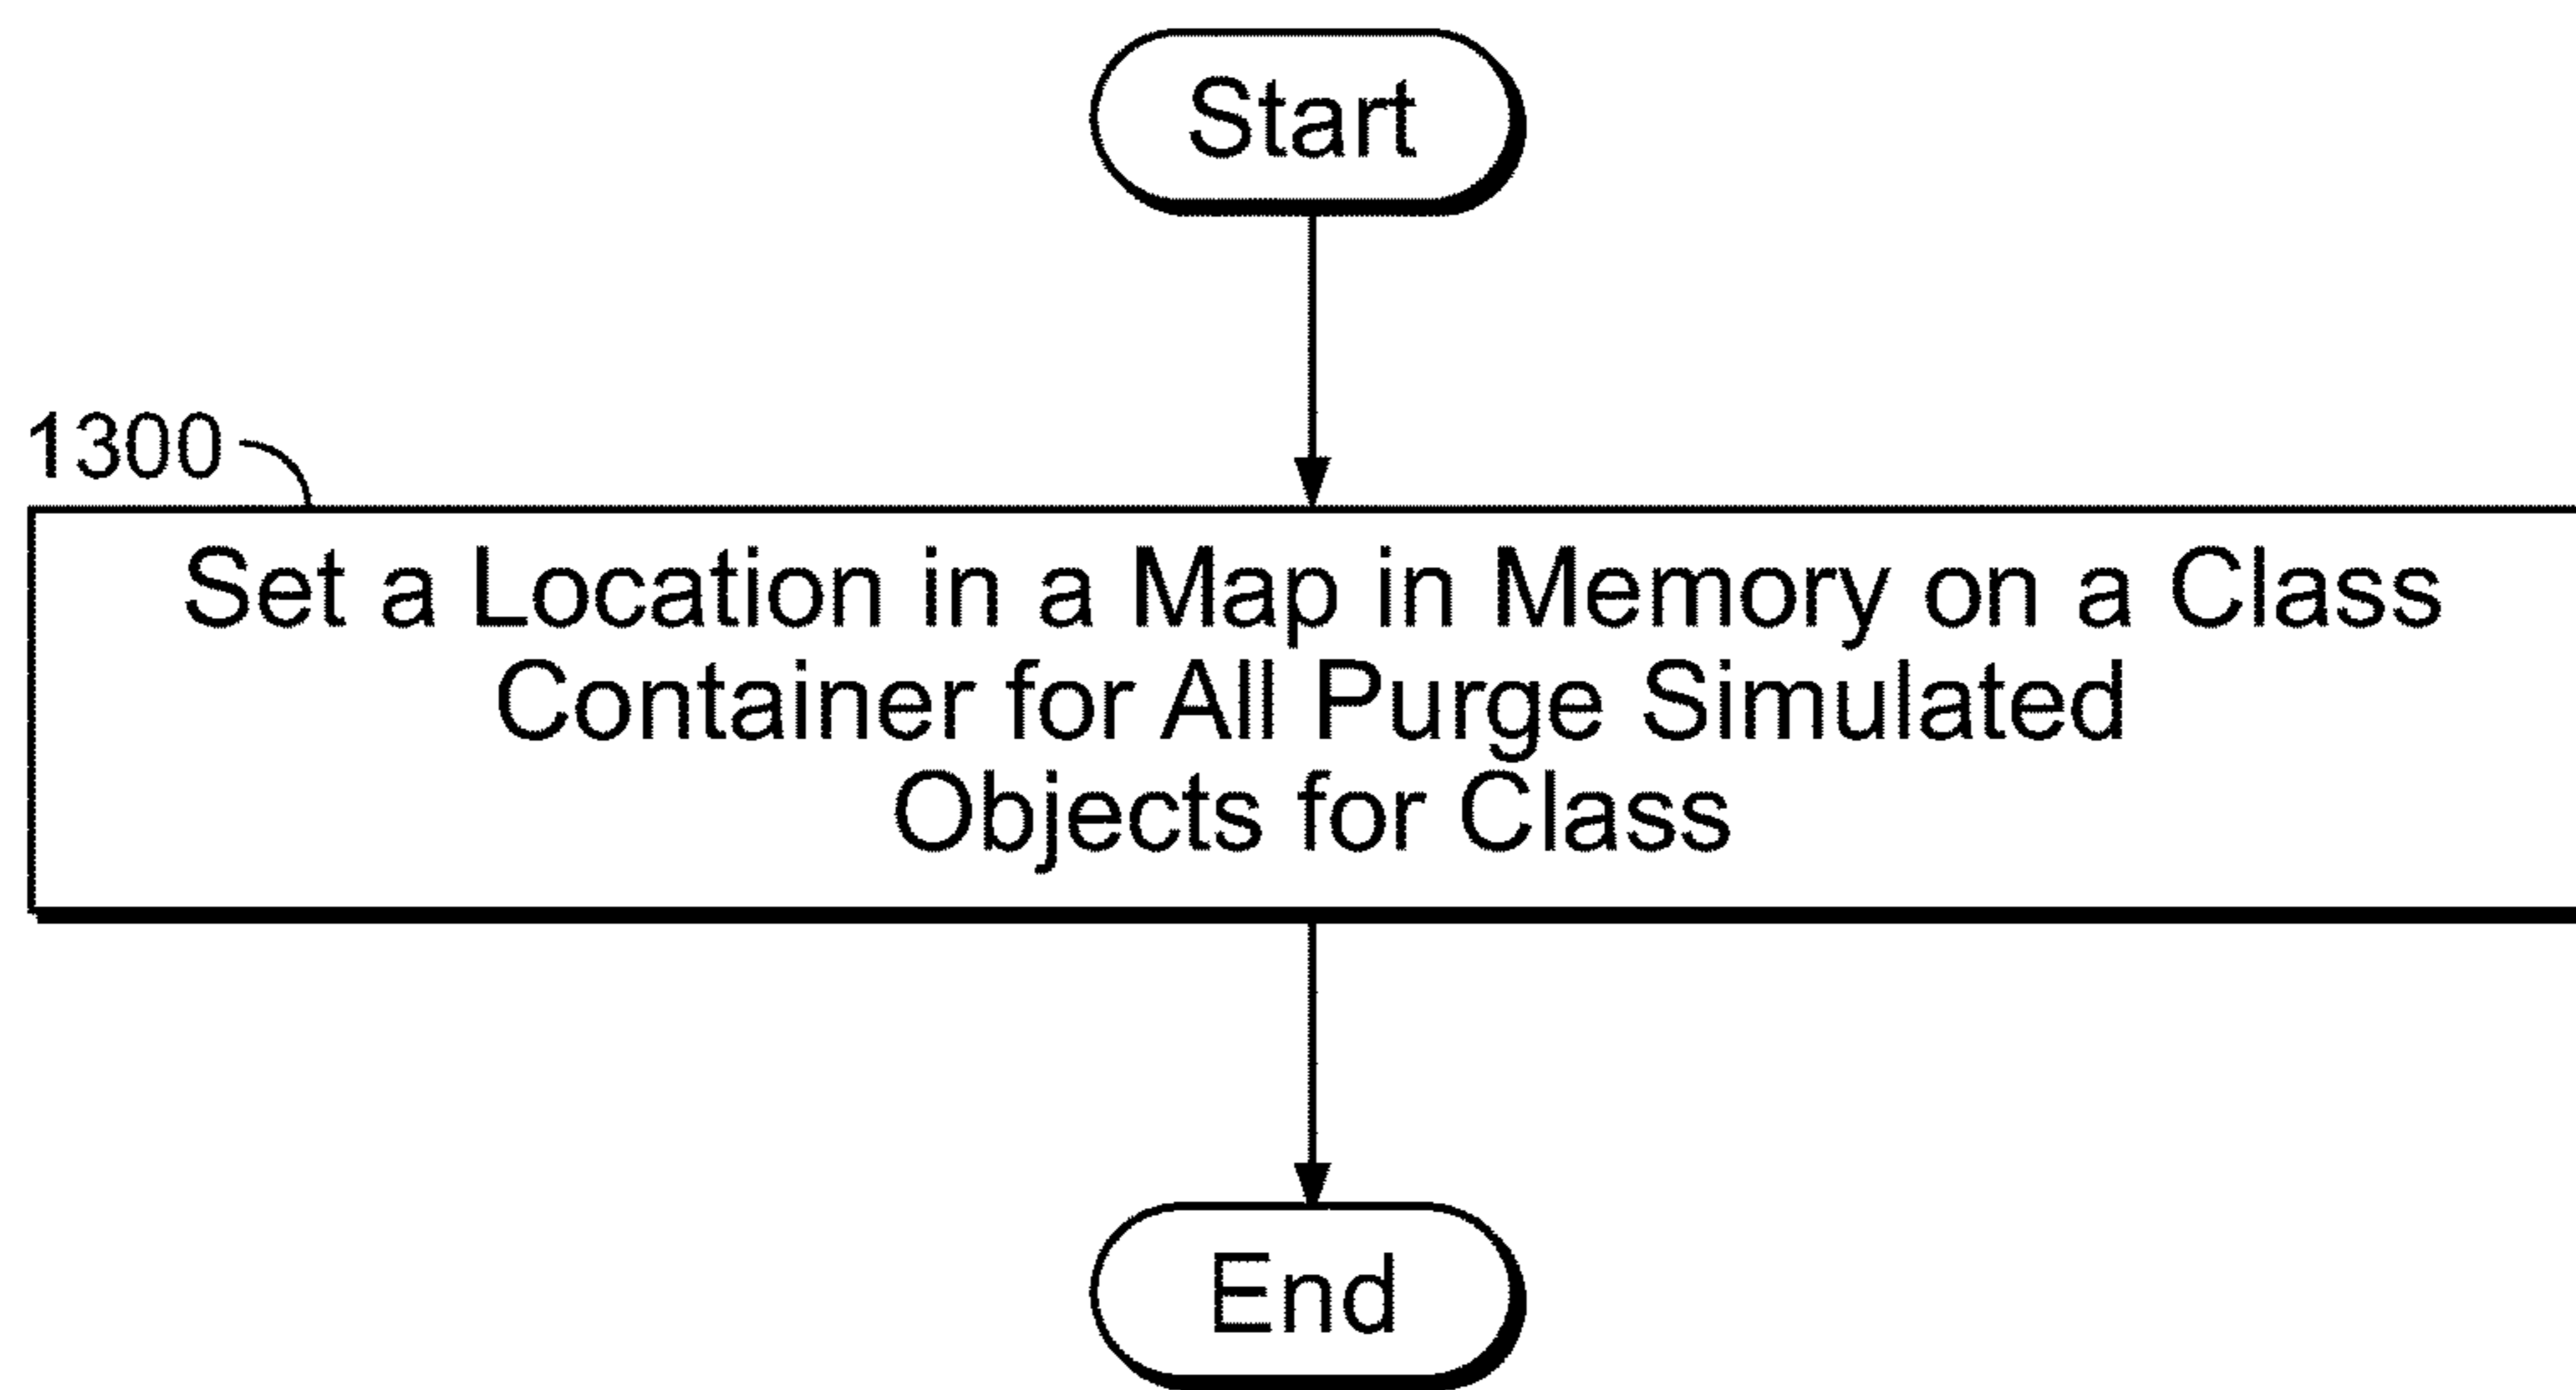 Start
1300
Set a Location in a Map in Memory on a Class
Container for All Purge Simulated
Objects for Class
End